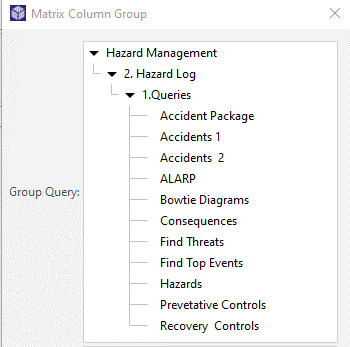 Matrix Column Group
Hazard Management
2. Hazard Log
1.Queries
Accident Package
Accidents 1
Accidents  2
ALARP
Group Query:
Bowtie Diagrams
Consequences
Find Threats
Find Top Events
Hazards
Prevetative Controls
Recovery  Controls